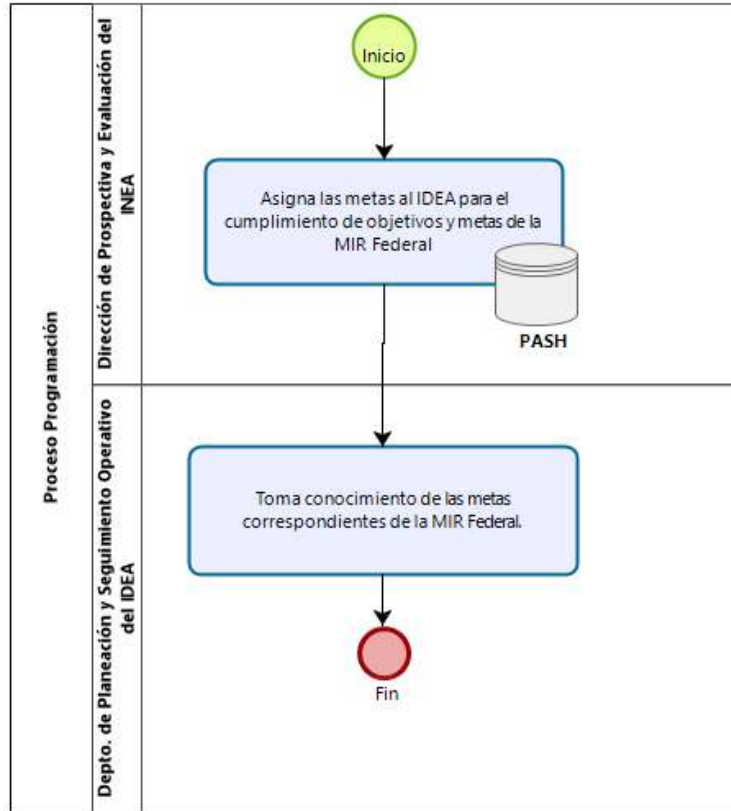 Proceso Programación
Dirección de Prospectiva y Evaluación del
INEA
Inicio
Asigna las metas al IDEA para el
cumplimiento de objetivos y metas de la
MIR Federal
PASH
Depto. de Planeación y Seguimiento Operativo
del IDEA
Toma conocimiento de las metas
correspondientes de la MIR Federal.
Fin